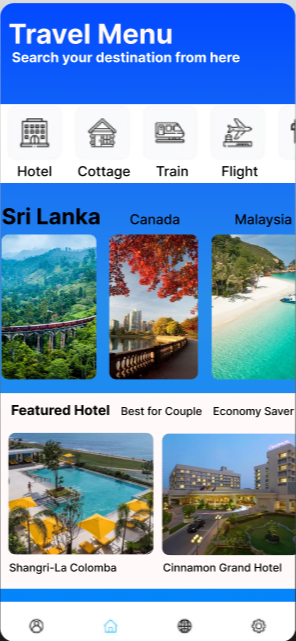 Travel Menu
Search your destination from here
Hotel Cottage Train Flight
Sri Lanka Canada Malaysia
Featured Hotel Best for Couple Economy Saver
Shangri-La Colomba Cinnamon Grand Hotel